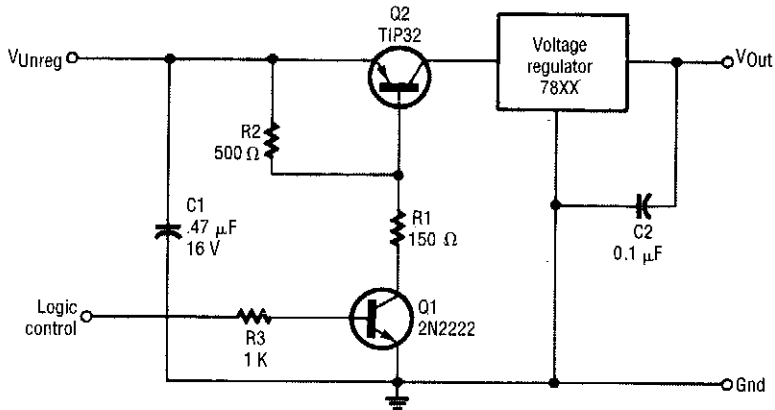 Q2
TIP32
VUnreg
Voltage
regulator
78XX
VOut
R2
500 Ω
C1
.47 μF
16 V
R1
150 Ω
C2
0.1 μF
Logic
control
R3
1 K
Q1
2N2222
Gnd